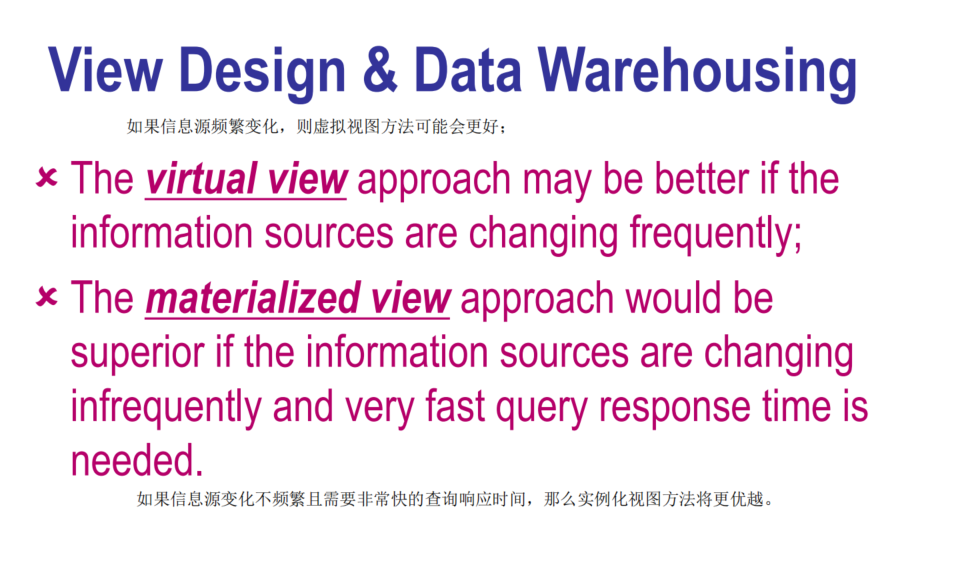 View Design & Data Warehousing
如果信息源频繁变化，则虚拟视图方法可能会更好；
The virtual view approach may be better if the
information sources are changing frequently;
The materialized view approach would be
superior if the information sources are changing
infrequently and very fast query response time is
needed.
如果信息源变化不频繁且需要非常快的查询响应时间，那么实例化视图方法将更优越。